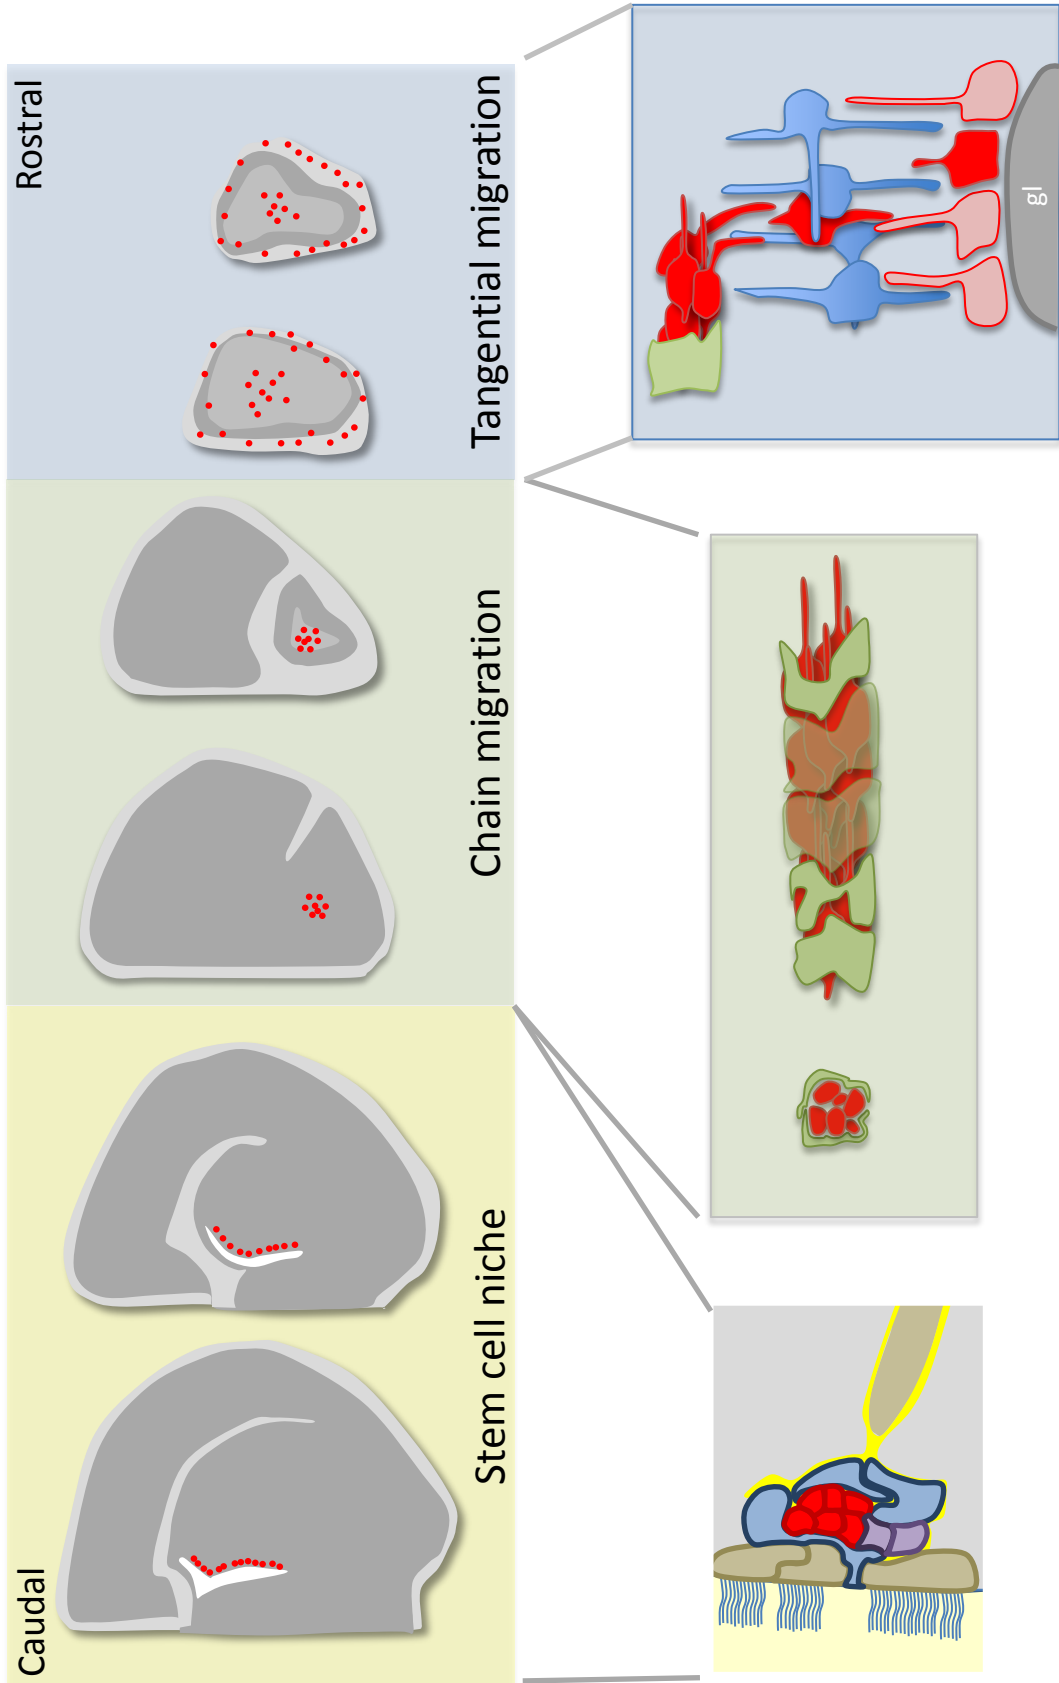 Caudal
Rostral
Stem cell niche
Chain migration
Tangential migration
gl